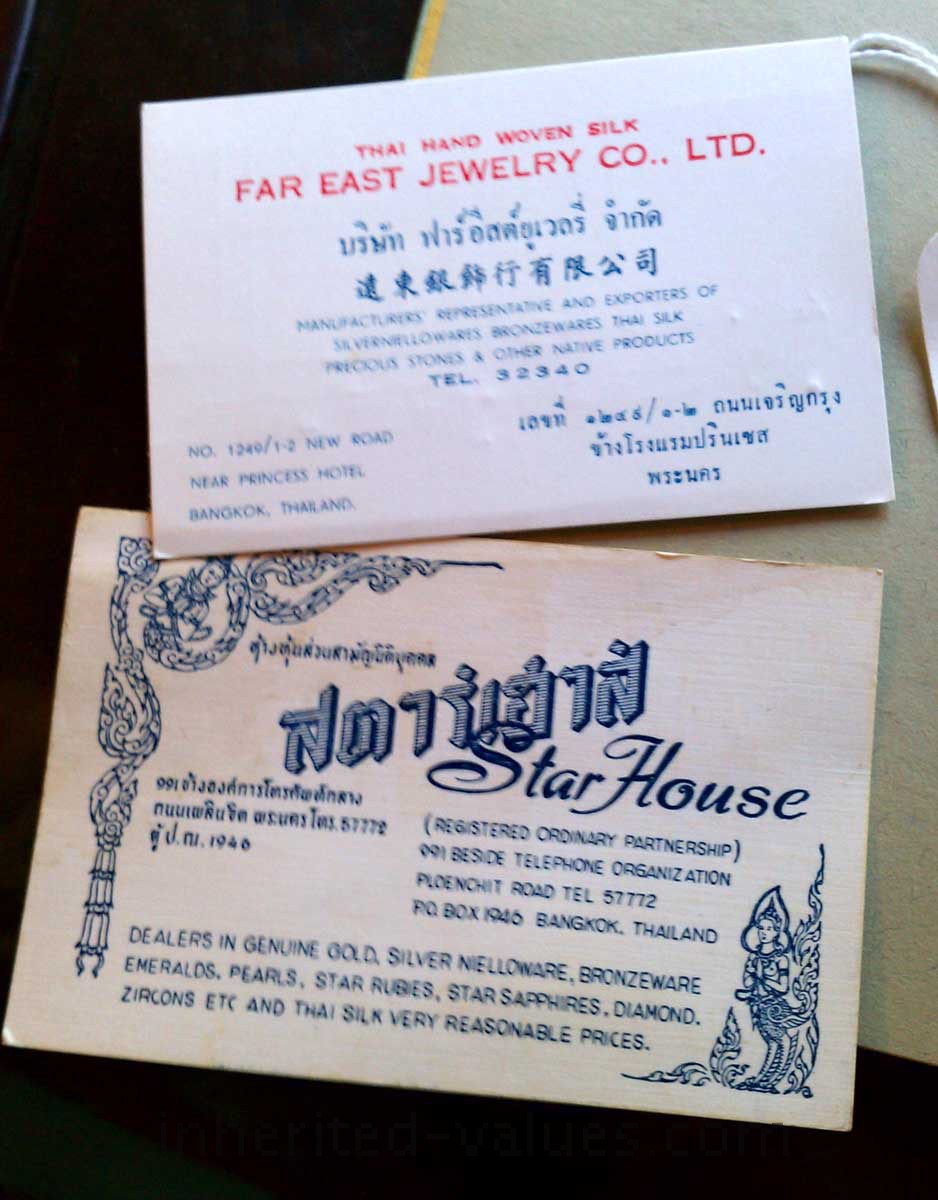 THAI HAND WOVEN SILK
FAR EAST JEWELRY CO., LTD.
บริษัท ฟาร์อีสต์ยูเวลรี่ จำกัด
遠東銀飾行有限公司
MANUFACTURERS' REPRESENTATIVE AND EXPORTERS OF
SILVERNIELLOWARES BRONZEWARES THAI SILK
PRECIOUS STONES & OTHER NATIVE PRODUCTS
TEL. 32340
NO. 1249/1-2 NEW ROAD
NEAR PRINCESS HOTEL
BANGKOK, THAILAND.
เลขที่ ๑๒๔๙/๑-๒ ถนนเจริญกรุง
ข้างโรงแรมปรินเซส
พระนคร
ห้างหุ้นส่วนสามัญนิติบุคคล
สตาร์เฮ้าส์
Star House
๙๙๑ข้างองค์การโทรศัพท์กลาง
ถนนเพลินจิต พระนคร โทร. 57772
ตู้ ป.ณ. 1946
(REGISTERED ORDINARY PARTNERSHIP)
991 BESIDE TELEPHONE ORGANIZATION
PLOENCHIT ROAD TEL 57772
P.O. BOX 1946 BANGKOK, THAILAND
DEALERS IN GENUINE GOLD, SILVER NIELLOWARE, BRONZEWARE
EMERALDS, PEARLS, STAR RUBIES, STAR SAPPHIRES, DIAMOND,
ZIRCONS ETC AND THAI SILK VERY REASONABLE PRICES.
inherited-values.com